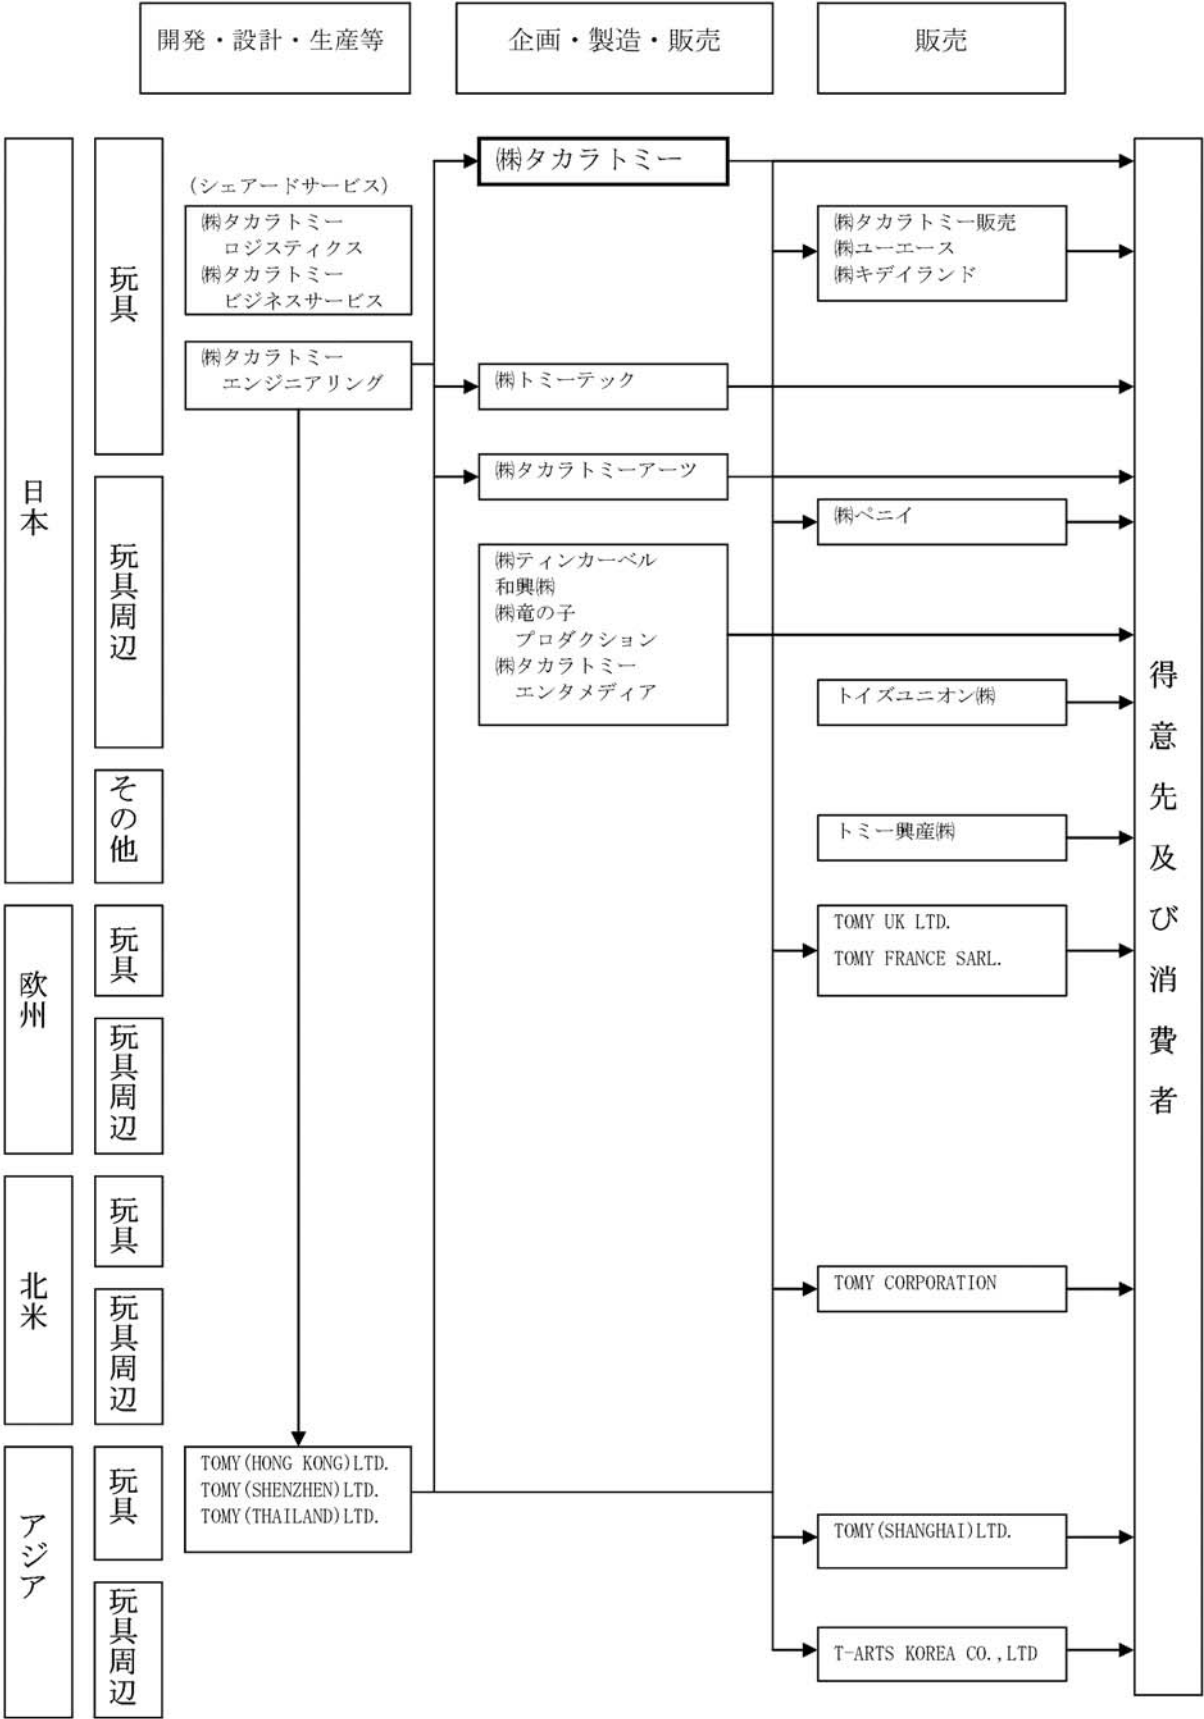 開発・設計・生産等
企画・製造・販売
販売
日本
玩具
(シェアードサービス)
㈱タカラトミー
ロジスティクス
㈱タカラトミー
ビジネスサービス
㈱タカラトミー
エンジニアリング
㈱タカラトミー
㈱タカラトミー販売
㈱ユーエース
㈱キデイランド
㈱トミーテック
玩具周辺
㈱タカラトミーアーツ
㈱ペニイ
㈱ティンカーベル
和興㈱
㈱竜の子
プロダクション
㈱タカラトミー
エンタメディア
トイズユニオン㈱
その他
トミー興産㈱
欧州
玩具
TOMY UK LTD.
TOMY FRANCE SARL.
玩具周辺
北米
玩具
玩具周辺
TOMY CORPORATION
アジア
玩具
TOMY(HONG KONG)LTD.
TOMY(SHENZHEN)LTD.
TOMY(THAILAND)LTD.
TOMY(SHANGHAI)LTD.
玩具周辺
T-ARTS KOREA CO.,LTD
得意先及び消費者